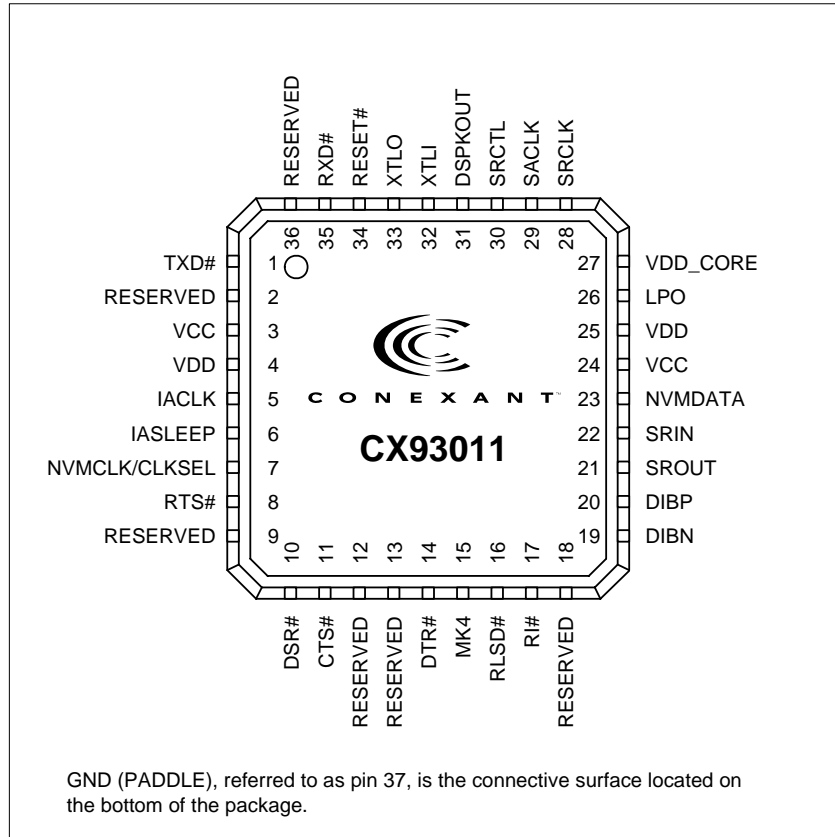 RESERVED
RXD#
RESET#
XTLO
XTLI
DSPKOUT
SRCTL
SACLK
SRCLK
36
35
34
33
32
31
30
29
28
TXD# 1
RESERVED 2
VCC 3
VDD 4
IACLK 5
IASLEEP 6
NVMCLK/CLKSEL 7
RTS# 8
RESERVED 9
CONEXANT™
CX93011
27 VDD_CORE
26 LPO
25 VDD
24 VCC
23 NVMDATA
22 SRIN
21 SROUT
20 DIBP
19 DIBN
10
11
12
13
14
15
16
17
18
DSR#
CTS#
RESERVED
RESERVED
DTR#
MK4
RLSD#
RI#
RESERVED
GND (PADDLE), referred to as pin 37, is the connective surface located on
the bottom of the package.